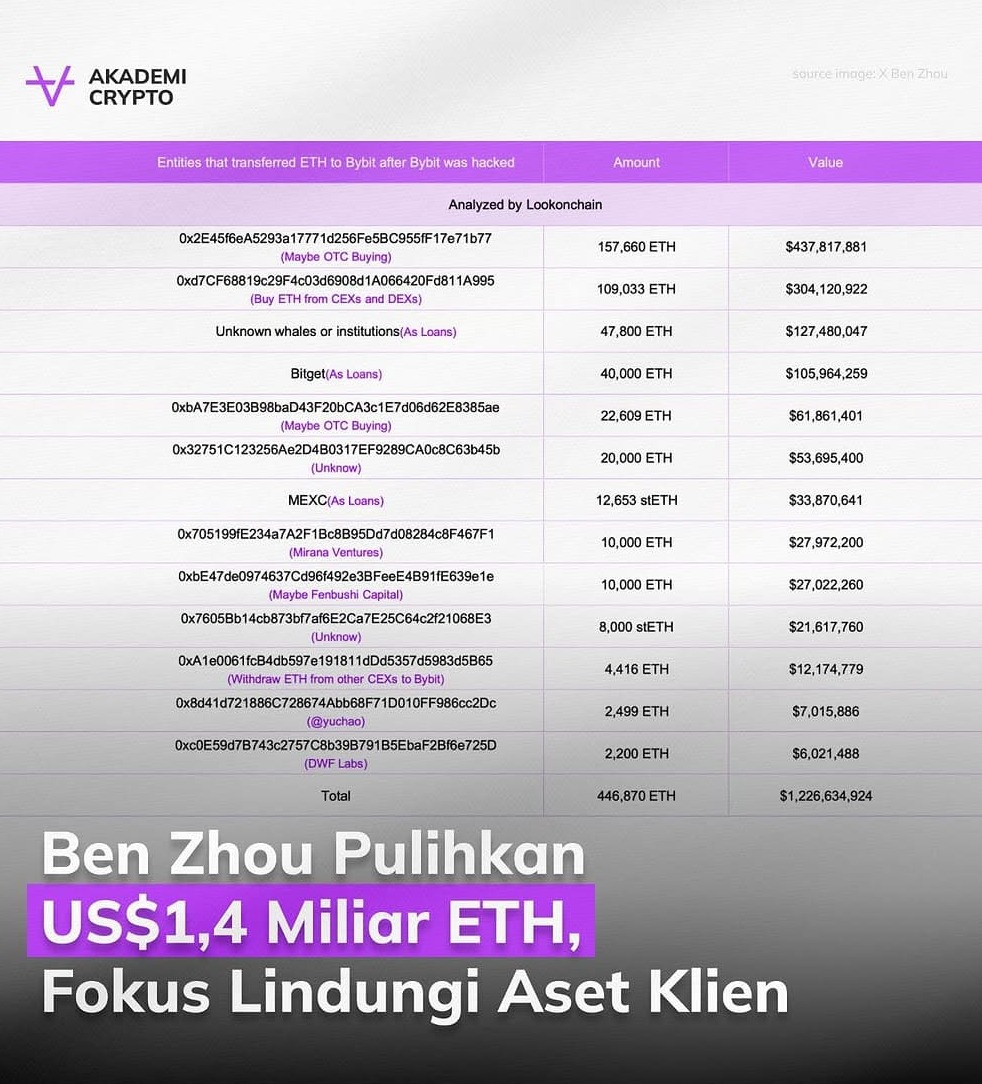 AKADEMI
CRYPTO
source image: X Ben Zhou
Entities that transferred ETH to Bybit after Bybit was hacked Amount Value
Analyzed by Lookonchain
0x2E45f6eA5293a17771d256Fe5BC955fF17e71b77
(Maybe OTC Buying)
157,660 ETH $437,817,881
0xd7CF68819c29F4c03d6908d1A066420Fd811A995
(Buy ETH from CEXs and DEXs)
109,033 ETH $304,120,922
Unknown whales or institutions(As Loans) 47,800 ETH $127,480,047
Bitget(As Loans) 40,000 ETH $105,964,259
0xbA7E3E03B98baD43F20bCA3c1E7d06d62E8385ae
(Maybe OTC Buying)
22,609 ETH $61,861,401
0x32751C123256Ae2D4B0317EF9289CA0c8C63b45b
(Unknow)
20,000 ETH $53,695,400
MEXC(As Loans) 12,653 stETH $33,870,641
0x705199fE234a7A2F1Bc8B95Dd7d08284c8F467F1
(Mirana Ventures)
10,000 ETH $27,972,200
0xbE47de0974637Cd96f492e3BFeeE4B91fE639e1e
(Maybe Fenbushi Capital)
10,000 ETH $27,022,260
0x7605Bb14cb873bf7af6E2Ca7E25C64c2f21068E3
(Unknow)
8,000 stETH $21,617,760
0xA1e0061fcB4db597e191811dDd5357d5983d5B65
(Withdraw ETH from other CEXs to Bybit)
4,416 ETH $12,174,779
0x8d41d721886C728674Abb68F71D010FF986cc2Dc
(@yuchao)
2,499 ETH $7,015,886
0xc0E59d7B743c2757C8b39B791B5EbaF2Bf6e725D
(DWF Labs)
2,200 ETH $6,021,488
Total 446,870 ETH $1,226,634,924
Ben Zhou Pulihkan
US$1,4 Miliar ETH,
Fokus Lindungi Aset Klien